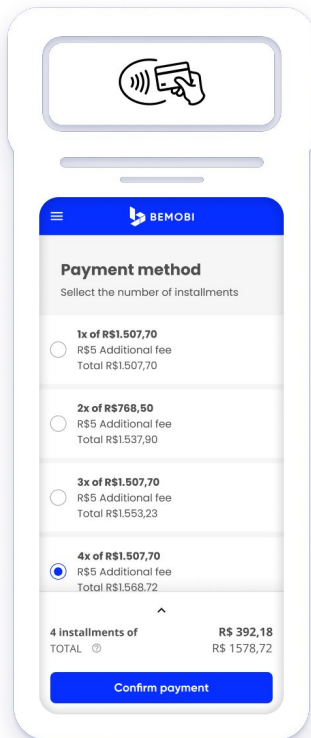 BEMOBI
Payment method
Sellect the number of installments
1x of R$1.507,70
R$5 Additional fee
Total R$1.507,70
2x of R$768,50
R$5 Additional fee
Total R$1.537,90
3x of R$1.507,70
R$5 Additional fee
Total R$1.553,23
4x of R$1.507,70
R$5 Additional fee
Total R$1.568,72
4 installments of R$ 392,18
TOTAL ? R$ 1578,72
Confirm payment